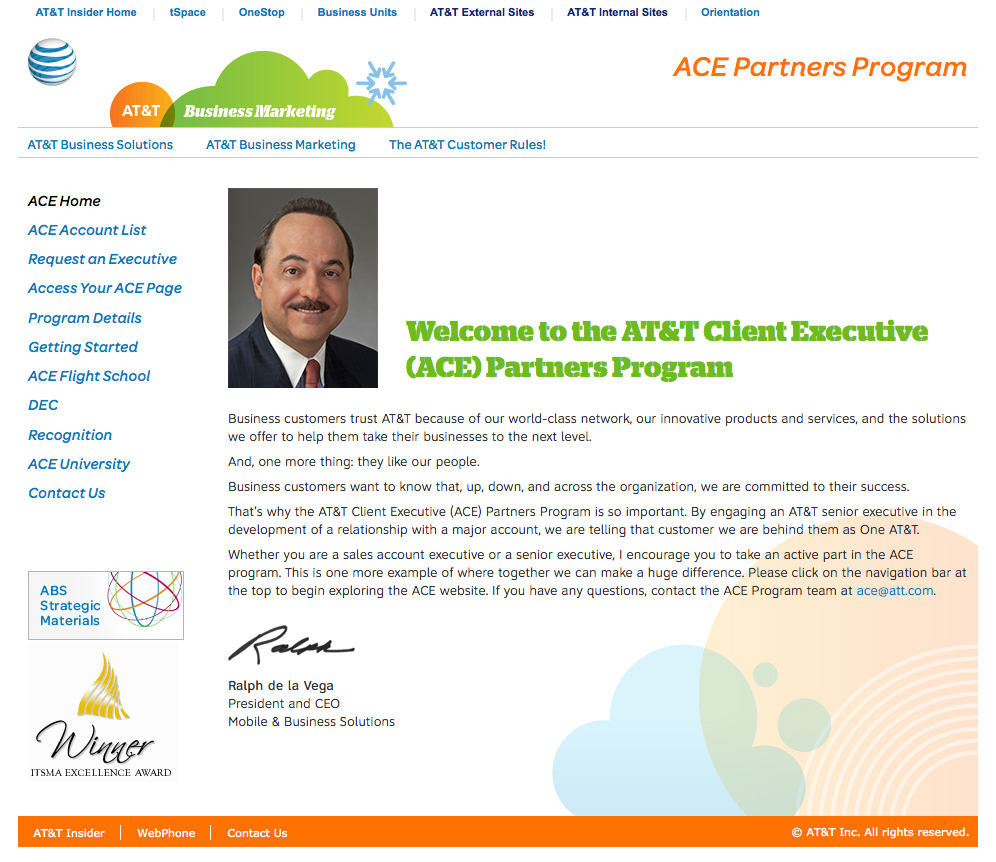 AT&T Insider Home
tSpace
OneStop
Business Units
AT&T External Sites
AT&T Internal Sites
Orientation
AT&T Business Marketing
ACE Partners Program
AT&T Business Solutions
AT&T Business Marketing
The AT&T Customer Rules!
ACE Home
ACE Account List
Request an Executive
Access Your ACE Page
Program Details
Getting Started
ACE Flight School
DEC
Recognition
ACE University
Contact Us
ABS
Strategic
Materials
Winner
ITSMA EXCELLENCE AWARD
Welcome to the AT&T Client Executive
(ACE) Partners Program
Business customers trust AT&T because of our world-class network, our innovative products and services, and the solutions
we offer to help them take their businesses to the next level.
And, one more thing: they like our people.
Business customers want to know that, up, down, and across the organization, we are committed to their success.
That's why the AT&T Client Executive (ACE) Partners Program is so important. By engaging an AT&T senior executive in the
development of a relationship with a major account, we are telling that customer we are behind them as One AT&T.
Whether you are a sales account executive or a senior executive, I encourage you to take an active part in the ACE
program. This is one more example of where together we can make a huge difference. Please click on the navigation bar at
the top to begin exploring the ACE website. If you have any questions, contact the ACE Program team at ace@att.com.
Ralph
Ralph de la Vega
President and CEO
Mobile & Business Solutions
AT&T Insider
WebPhone
Contact Us
© AT&T Inc. All rights reserved.